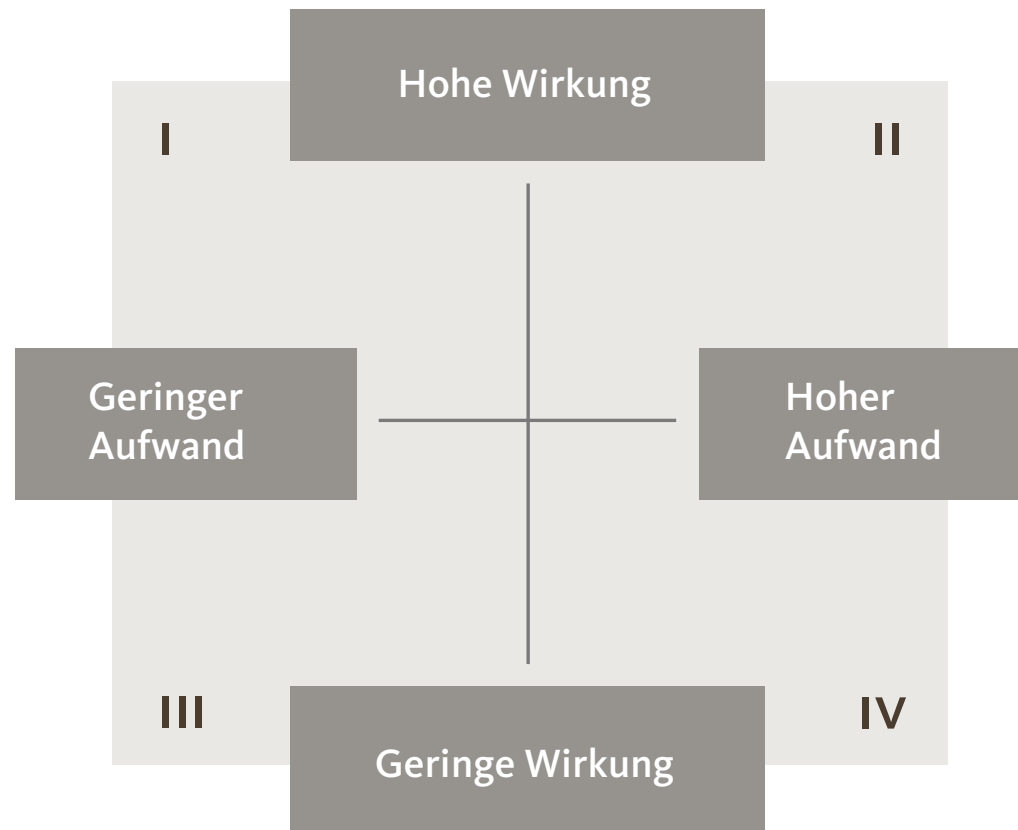 Hohe Wirkung
I
II
Geringer
Aufwand
Hoher
Aufwand
III
IV
Geringe Wirkung